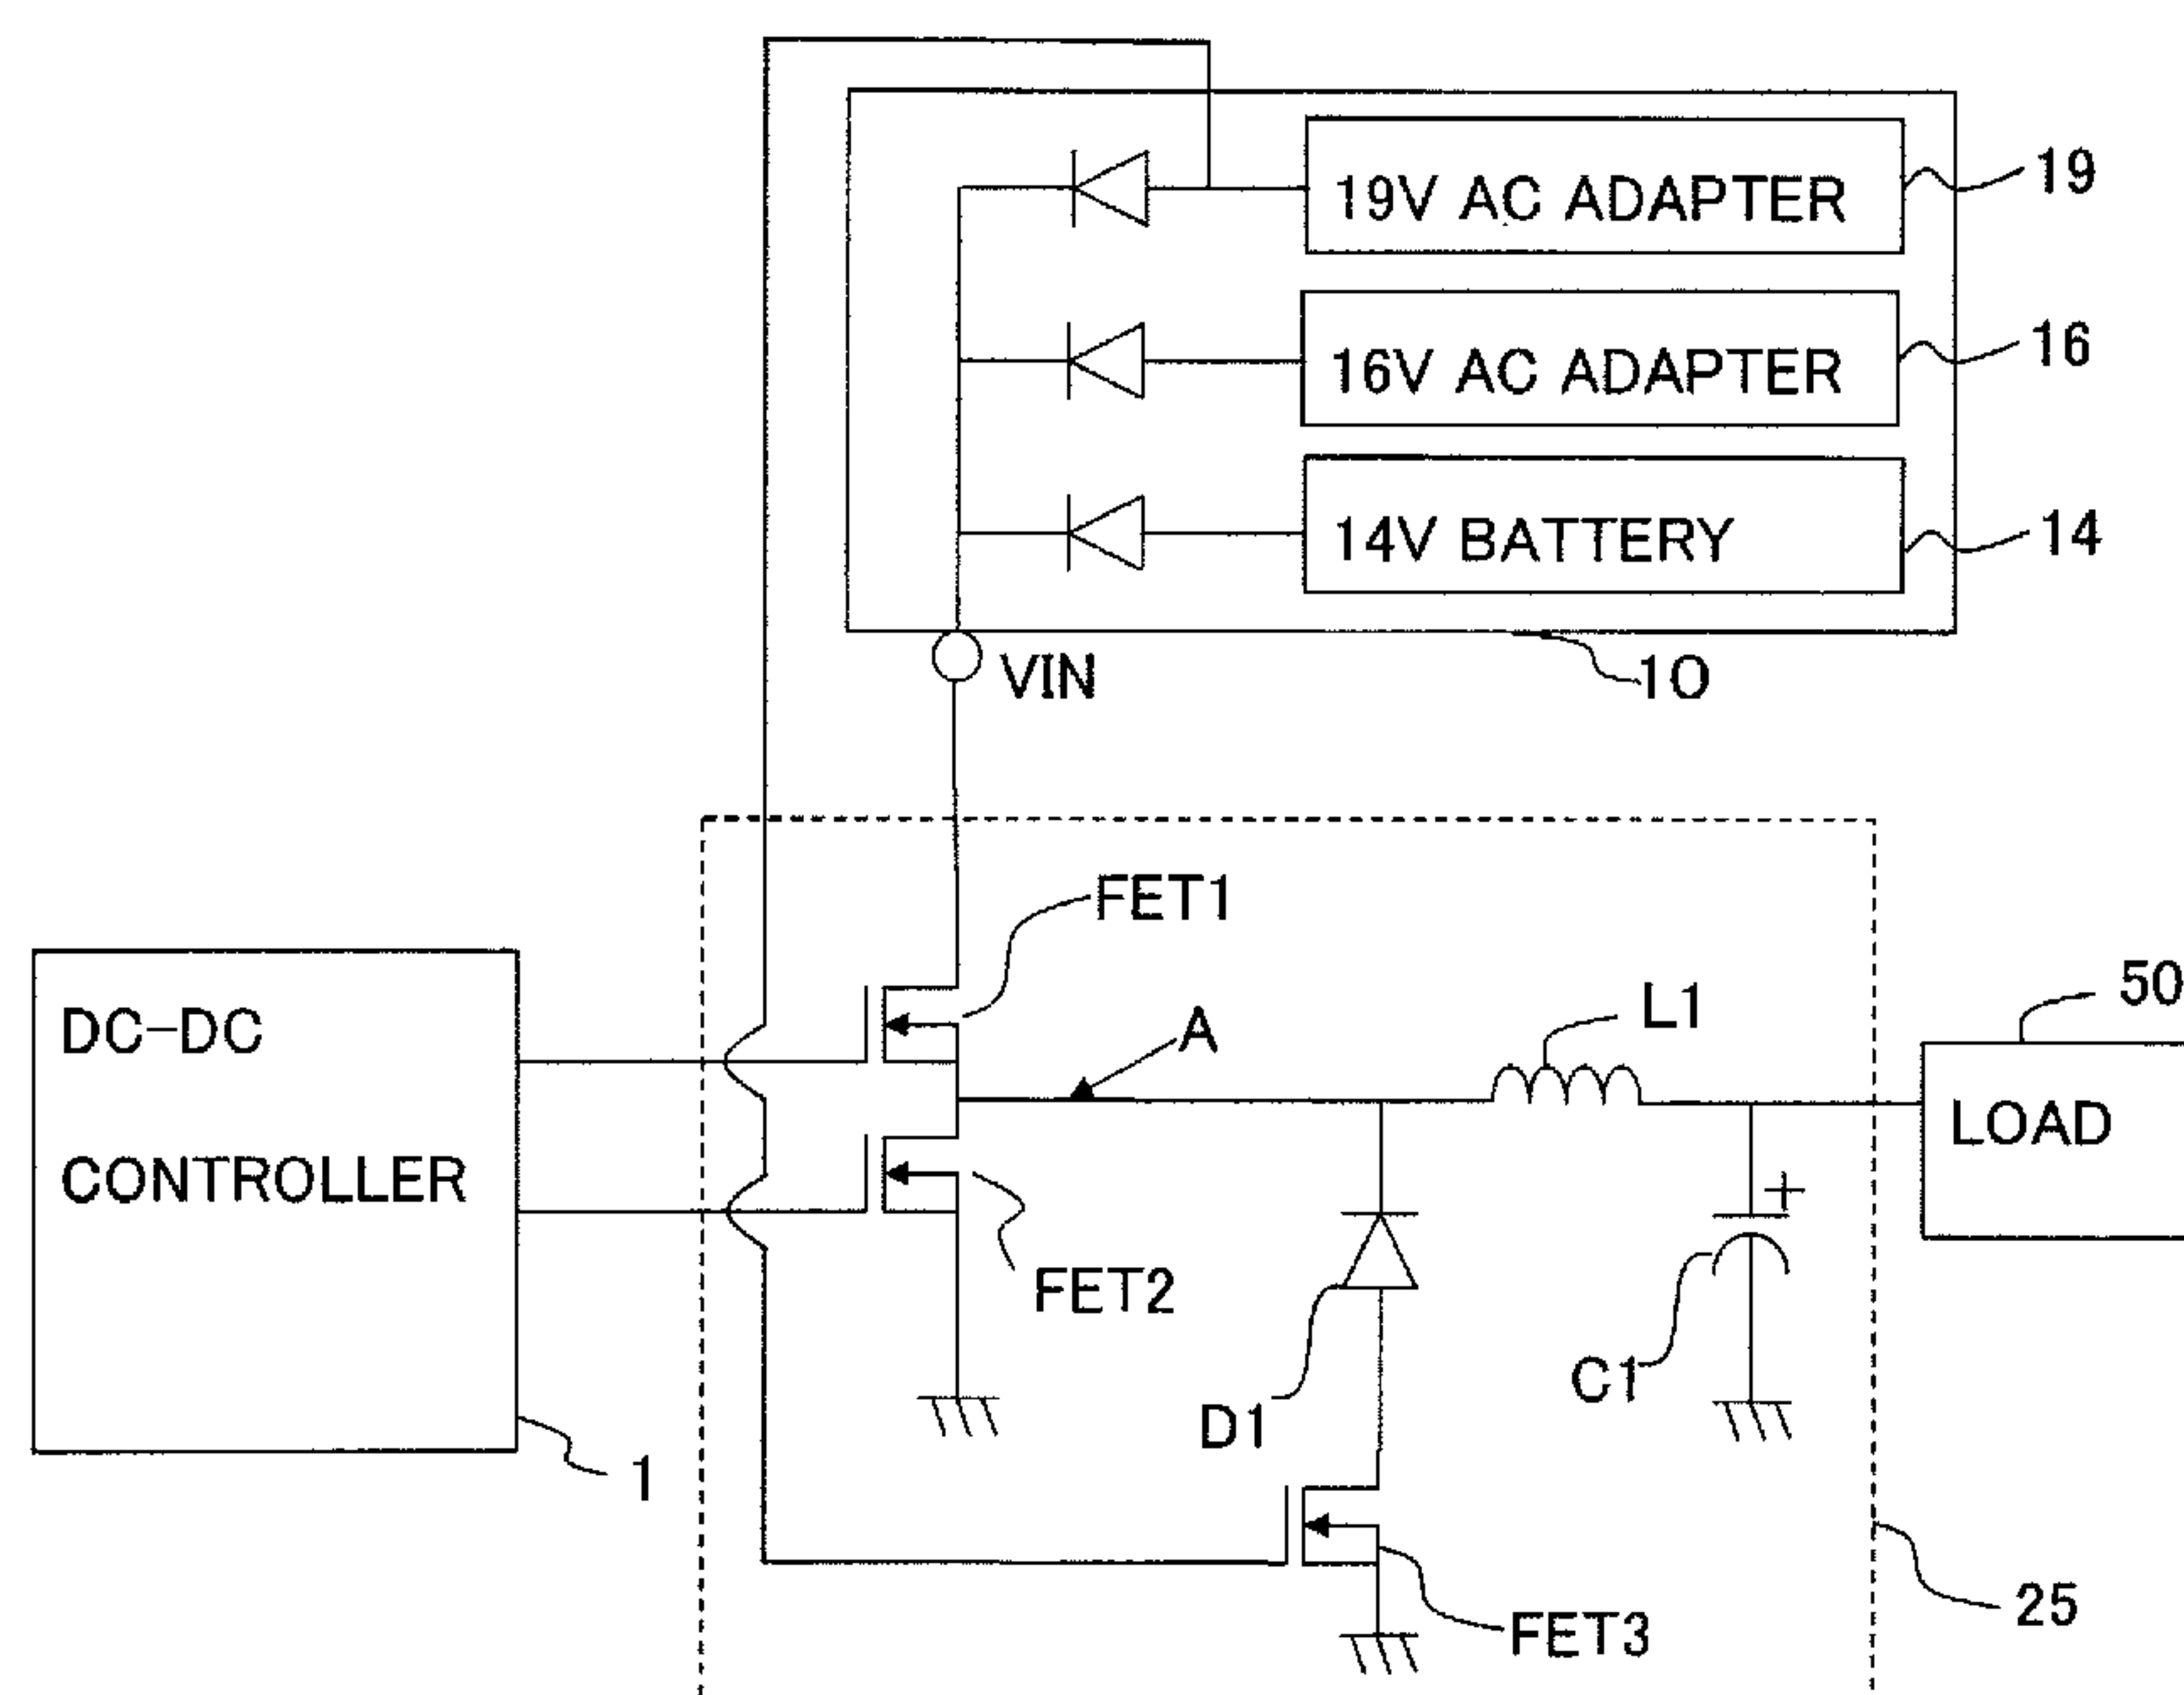 19V AC ADAPTER
19
16V AC ADAPTER
16
14V BATTERY
14
VIN
10
FET1
DC-DC
CONTROLLER
A
L1
50
LOAD
+
FET2
C1
D1
1
25
FET3